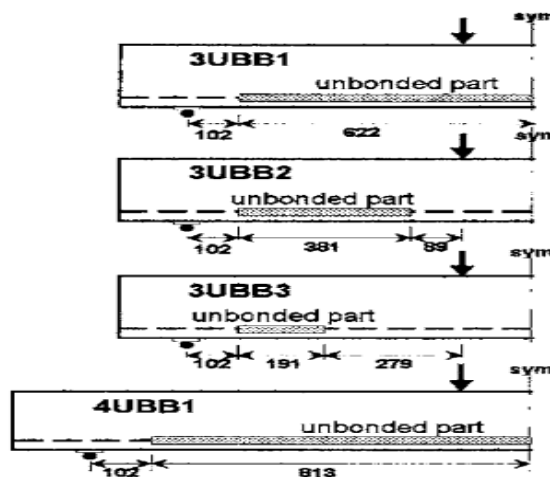 sym
3UBB1
unbonded part
102 622
sym
3UBB2
unbonded part
102 381 89
sym
3UBB3
unbonded part
102 191 279
sym
4UBB1
unbonded part
102 813